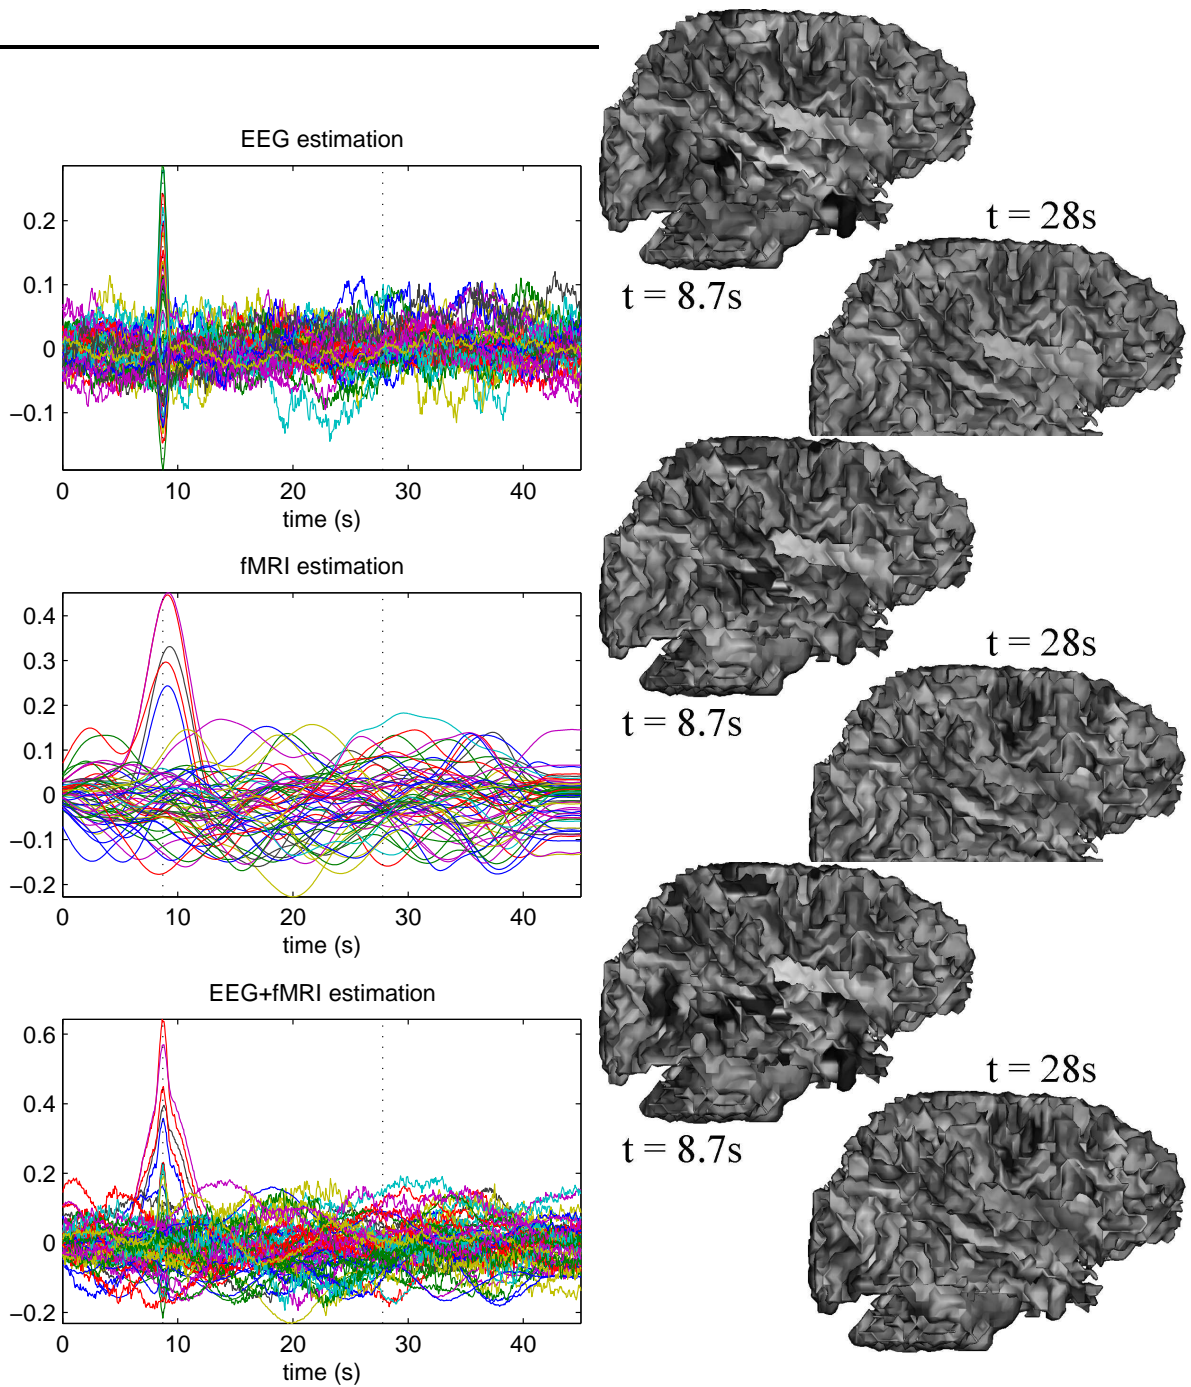 EEG estimation
0.2
0.1
0
−0.1
0 10 20 30 40
time (s)
t = 8.7s
t = 28s
fMRI estimation
0.4
0.3
0.2
0.1
0
−0.1
−0.2
0 10 20 30 40
time (s)
t = 8.7s
t = 28s
EEG+fMRI estimation
0.6
0.4
0.2
0
−0.2
0 10 20 30 40
time (s)
t = 8.7s
t = 28s